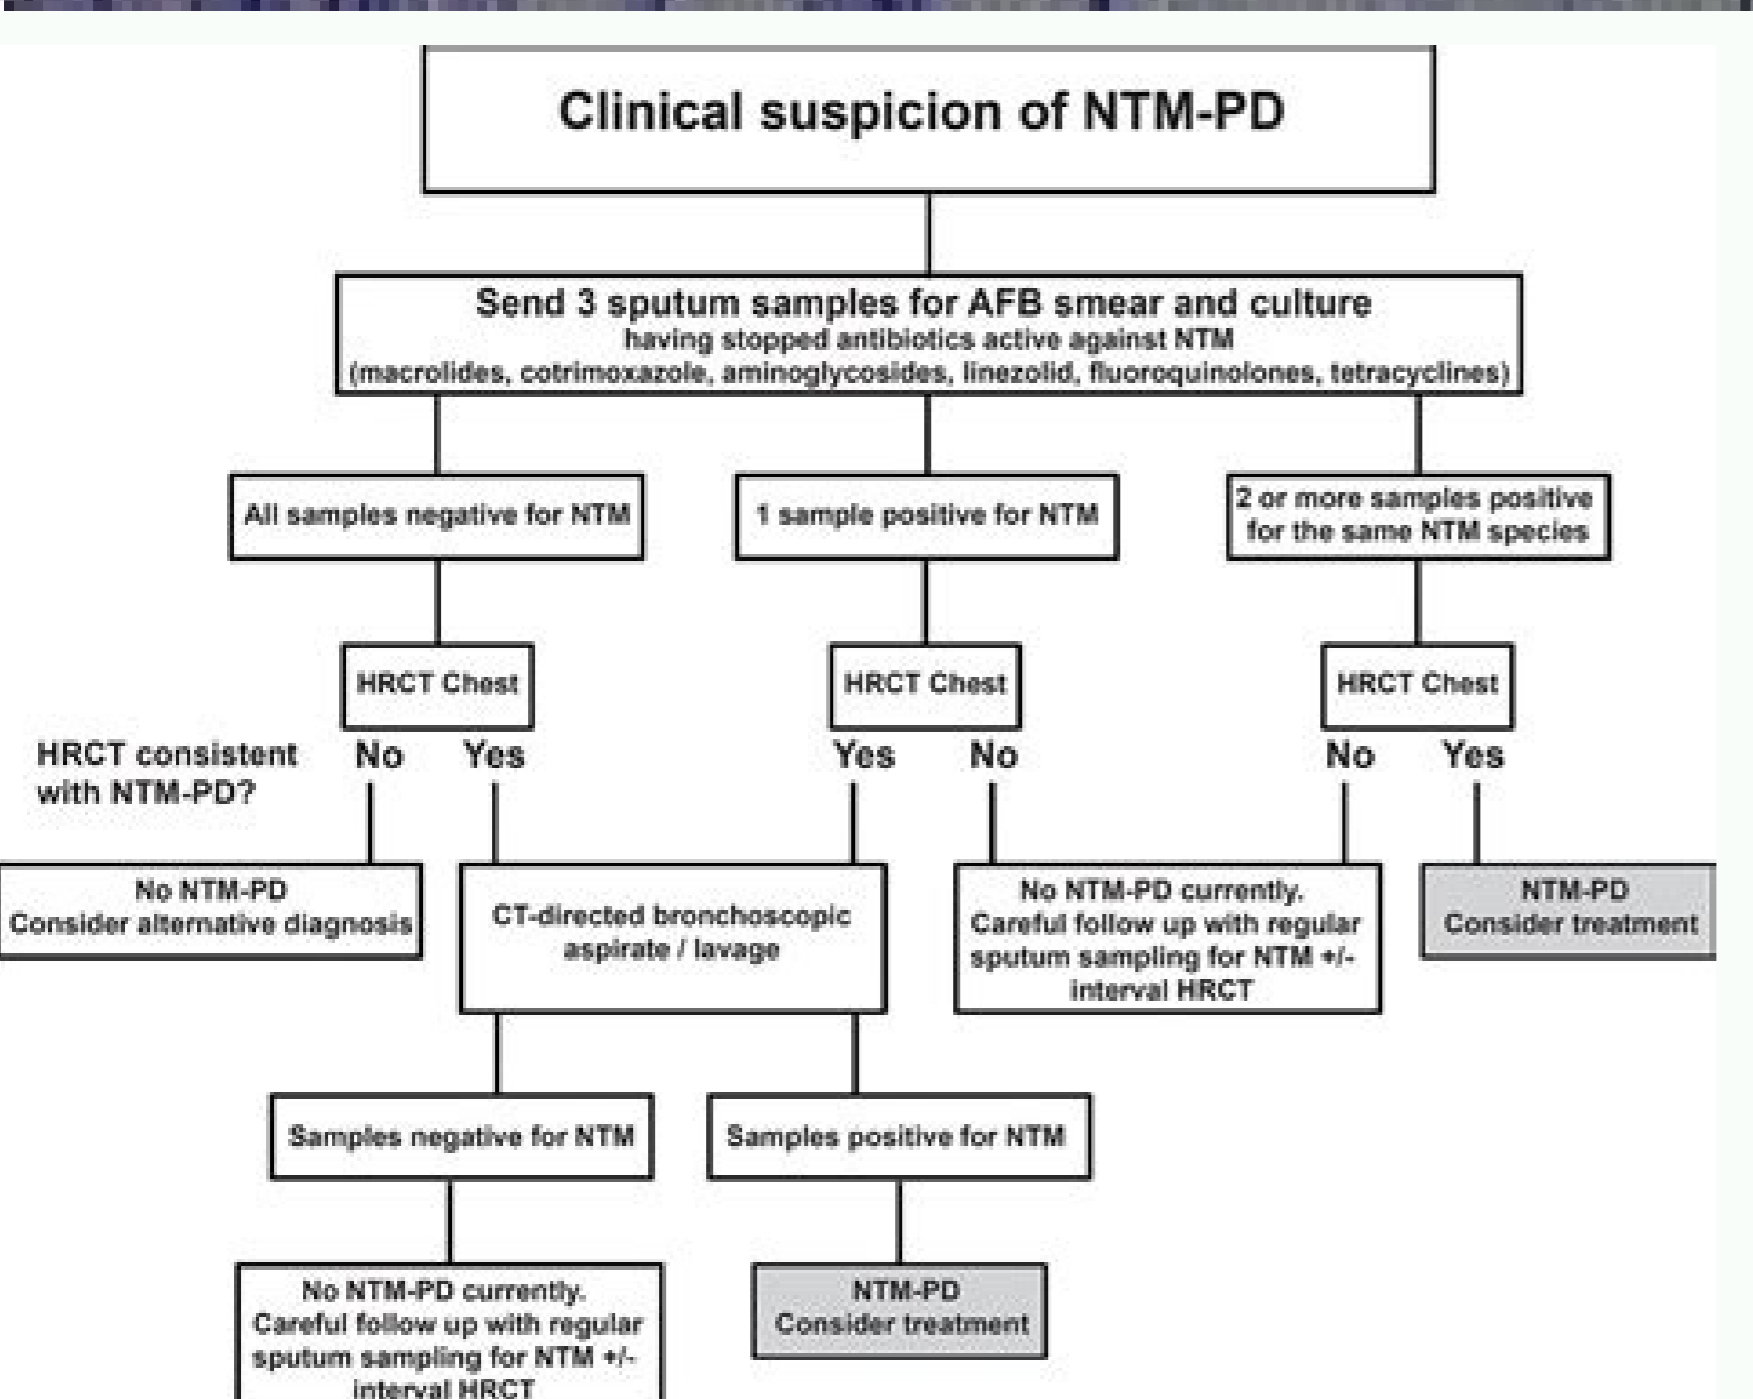 Clinical suspicion of NTM-PD
Send 3 sputum samples for AFB smear and culture
having stopped antibiotics active against NTM
(macrolides, cotrimoxazole, aminoglycosides, linezolid, fluoroquinolones, tetracyclines)
All samples negative for NTM
1 sample positive for NTM
2 or more samples positive
for the same NTM species
HRCT Chest
HRCT Chest
HRCT Chest
HRCT consistent
with NTM-PD?
No
Yes
Yes
No
No
Yes
No NTM-PD
Consider alternative diagnosis
CT-directed bronchoscopic
aspirate / lavage
No NTM-PD currently.
Careful follow up with regular
sputum sampling for NTM +/-
interval HRCT
NTM-PD
Consider treatment
Samples negative for NTM
Samples positive for NTM
No NTM-PD currently.
Careful follow up with regular
sputum sampling for NTM +/-
interval HRCT
NTM-PD
Consider treatment